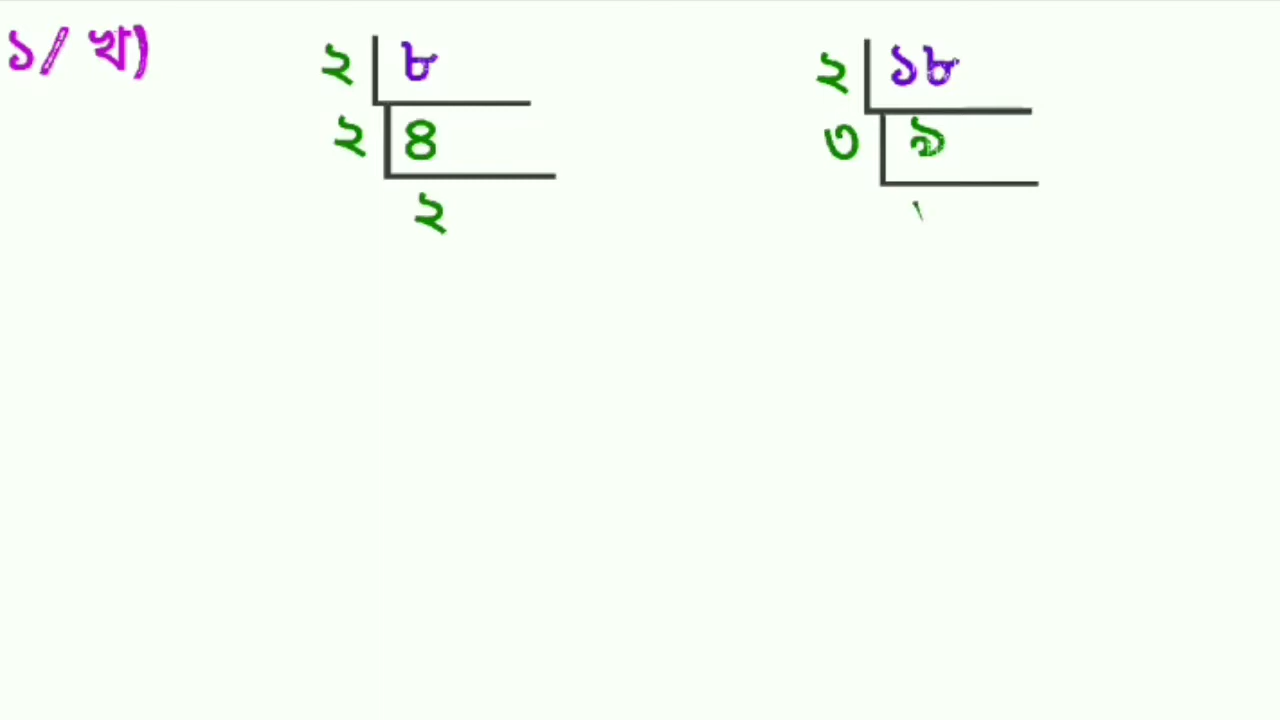 ১/ খ) ২ ৮ ২ ১৮
২ ৪ ৩ ৯
২